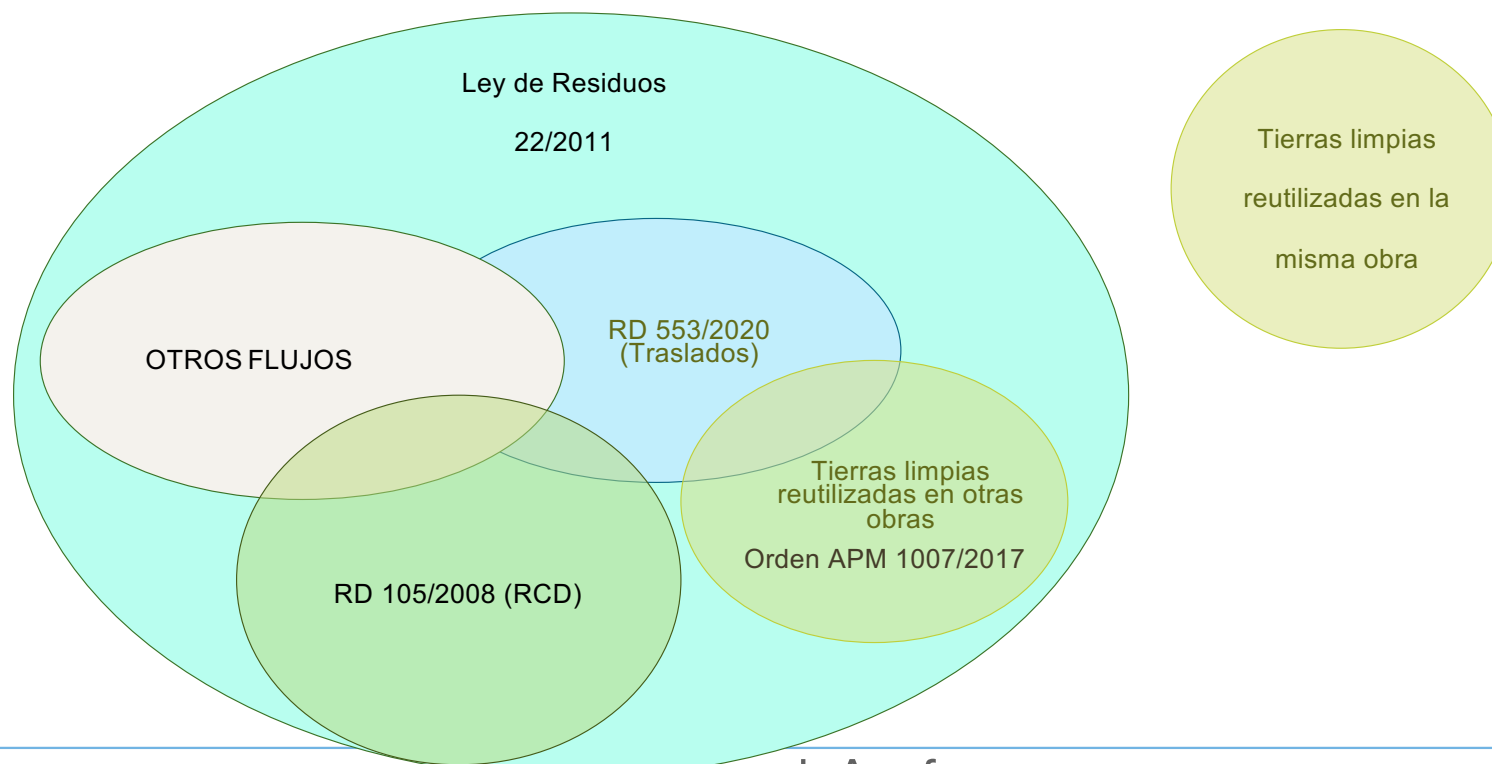 Ley de Residuos
22/2011
Tierras limpias
reutilizadas en la
misma obra
OTROS FLUJOS
RD 553/2020
(Traslados)
Tierras limpias
reutilizadas en otras
obras
Orden APM 1007/2017
RD 105/2008 (RCD)